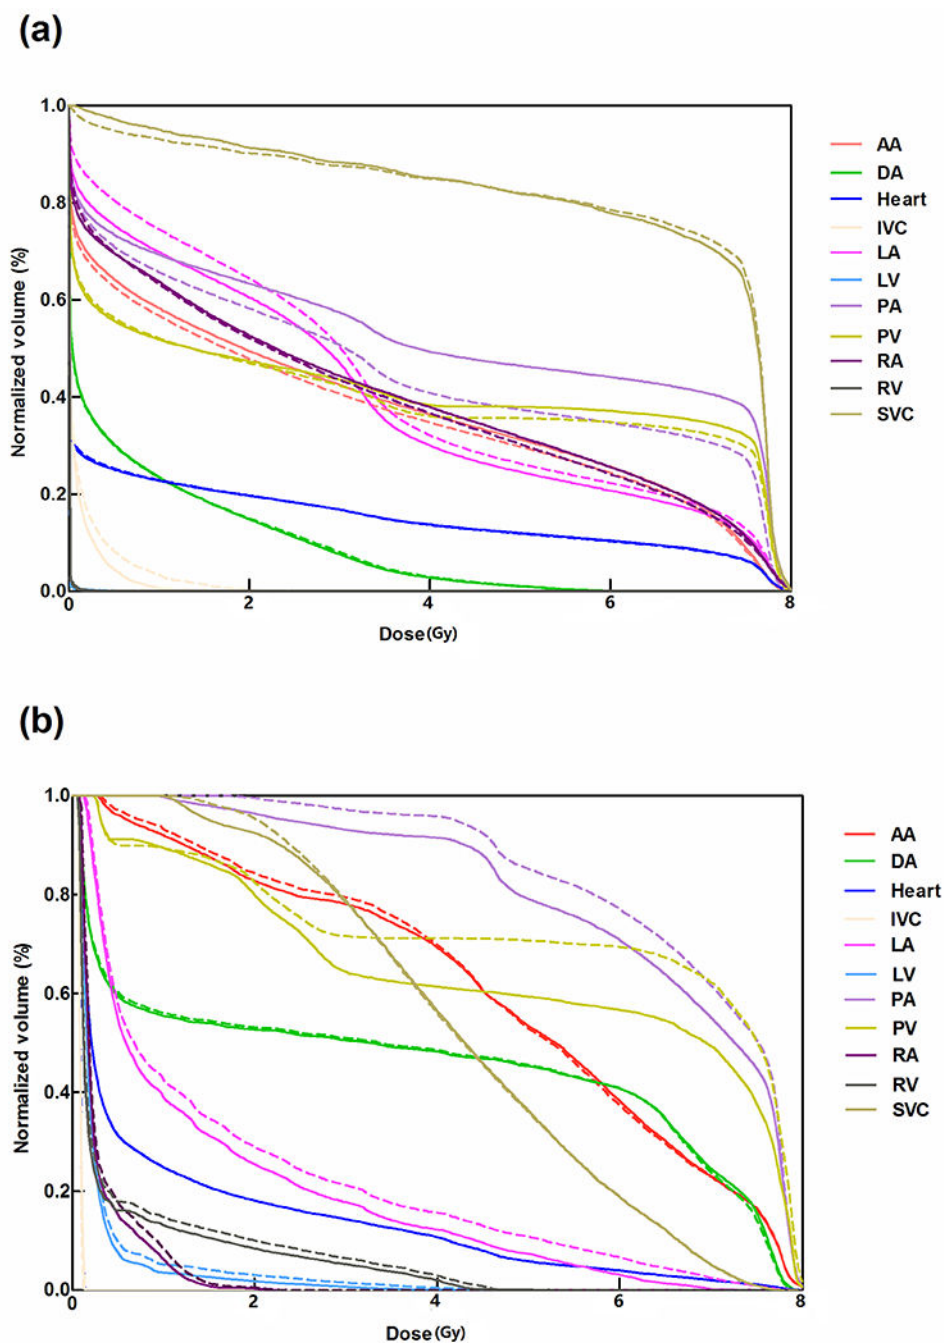 (a)
Normalized volume (%)
1.0
0.8
0.6
0.4
0.2
0.0
0 2 4 6 8
Dose(Gy)
AA
DA
Heart
IVC
LA
LV
PA
PV
RA
RV
SVC
(b)
Normalized volume (%)
1.0
0.8
0.6
0.4
0.2
0.0
0 2 4 6 8
Dose(Gy)
AA
DA
Heart
IVC
LA
LV
PA
PV
RA
RV
SVC